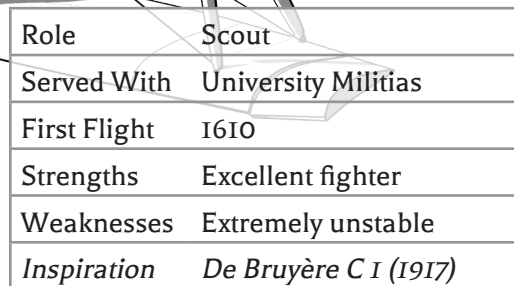 Role Scout
Served With University Militias
First Flight 1610
Strengths Excellent fighter
Weaknesses Extremely unstable
Inspiration De Bruyère C 1 (1917)